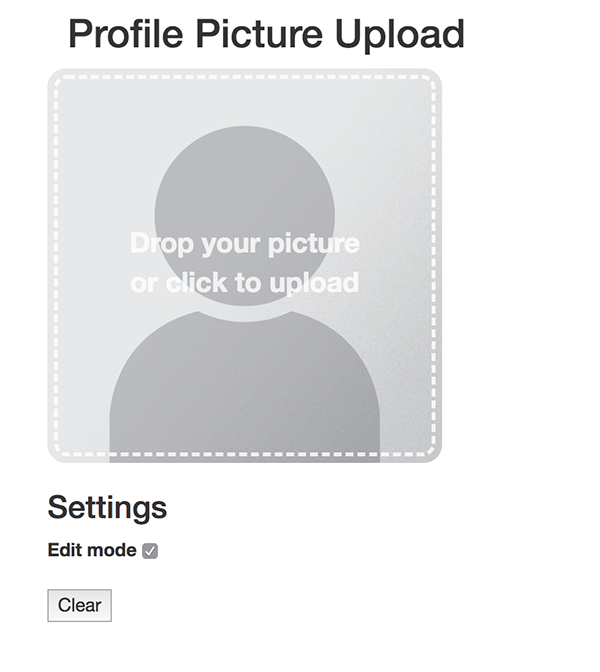 Profile Picture Upload
Drop your picture
or click to upload
Settings
Edit mode
Clear